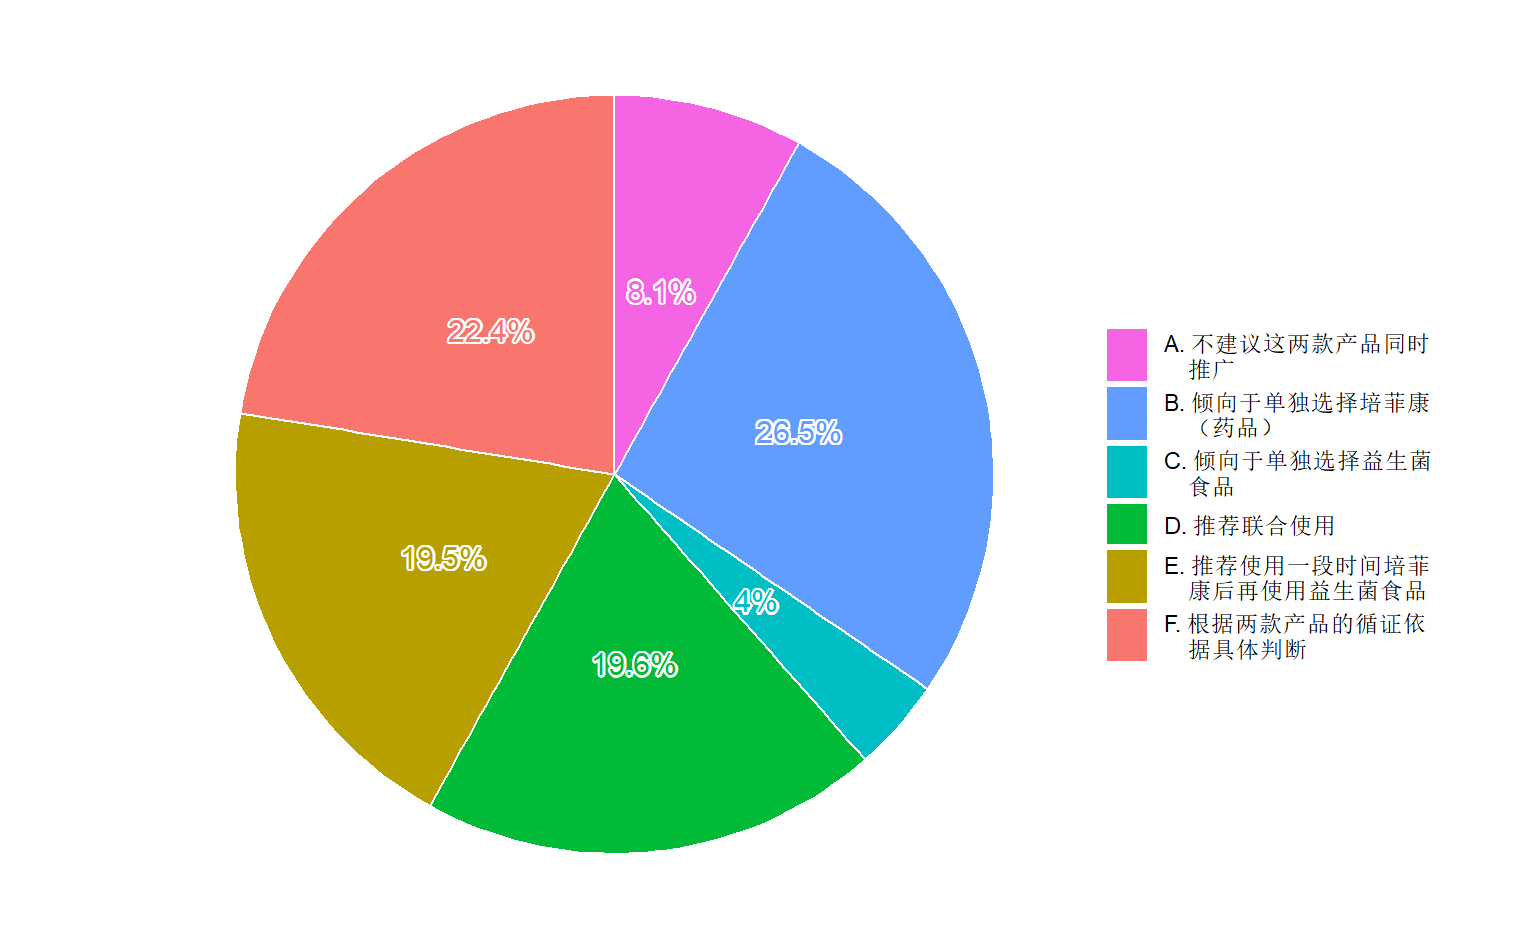 8.1%
22.4%
26.5%
19.5%
4%
19.6%
A. 不建议这两款产品同时
推广
B. 倾向于单独选择培菲康
（药品）
C. 倾向于单独选择益生菌
食品
D. 推荐联合使用
E. 推荐使用一段时间培菲
康后再使用益生菌食品
F. 根据两款产品的循证依
据具体判断